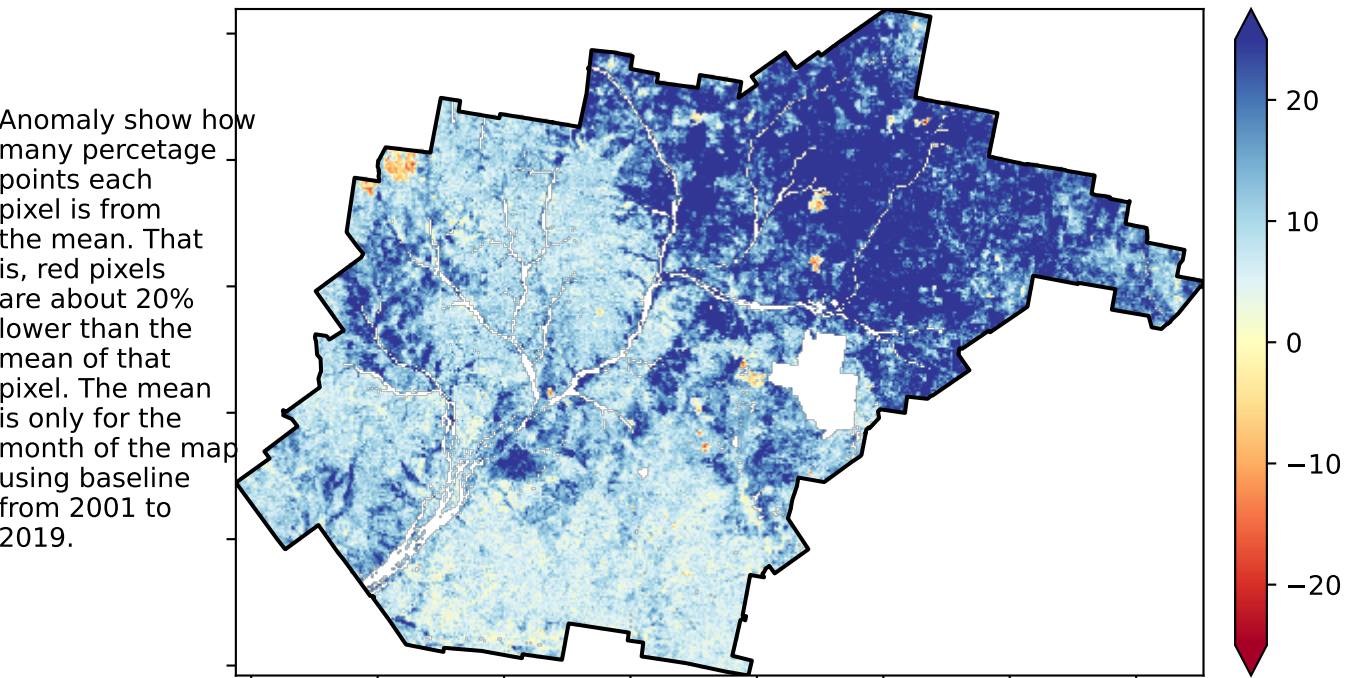 Anomaly show how
many percetage
points each
pixel is from
the mean. That
is, red pixels
are about 20%
lower than the
mean of that
pixel. The mean
is only for the
month of the map
using baseline
from 2001 to
2019.
20
10
0
−10
−20